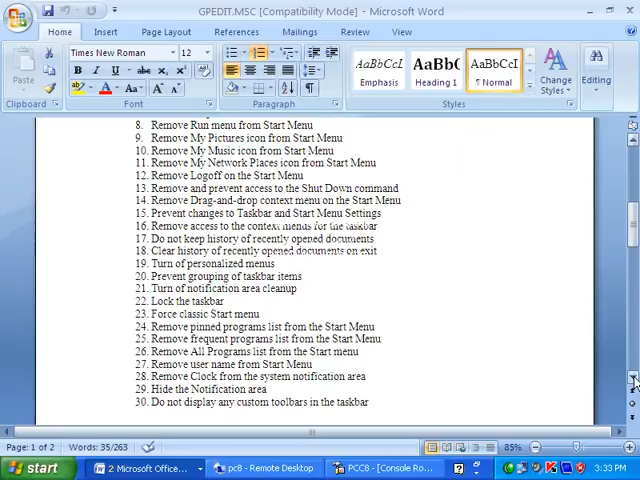 GPEDIT.MSC [Compatibility Mode] - Microsoft Word
Home Insert Page Layout References Mailings Review View
Paste
Times New Roman 12
AaBbCcL AaBbC AaBbCcI
Emphasis Heading 1 ¶ Normal
Change Styles
Editing
Clipboard Font Paragraph Styles
8. Remove Run menu from Start Menu
9. Remove My Pictures icon from Start Menu
10. Remove My Music icon from Start Menu
11. Remove My Network Places icon from Start Menu
12. Remove Logoff on the Start Menu
13. Remove and prevent access to the Shut Down command
14. Remove Drag-and-drop context menu on the Start Menu
15. Prevent changes to Taskbar and Start Menu Settings
16. Remove access to the context menus for the taskbar
17. Do not keep history of recently opened documents
18. Clear history of recently opened documents on exit
19. Turn of personalized menus
20. Prevent grouping of taskbar items
21. Turn of notification area cleanup
22. Lock the taskbar
23. Force classic Start menu
24. Remove pinned programs list from the Start Menu
25. Remove frequent programs list from the Start Menu
26. Remove All Programs list from the Start menu
27. Remove user name from Start Menu
28. Remove Clock from the system notification area
29. Hide the Notification area
30. Do not display any custom toolbars in the taskbar
Page: 1 of 2 Words: 35/263 85%
start 2 Microsoft Office... pc8 - Remote Desktop PCC8 - [Console Ro... 3:33 PM